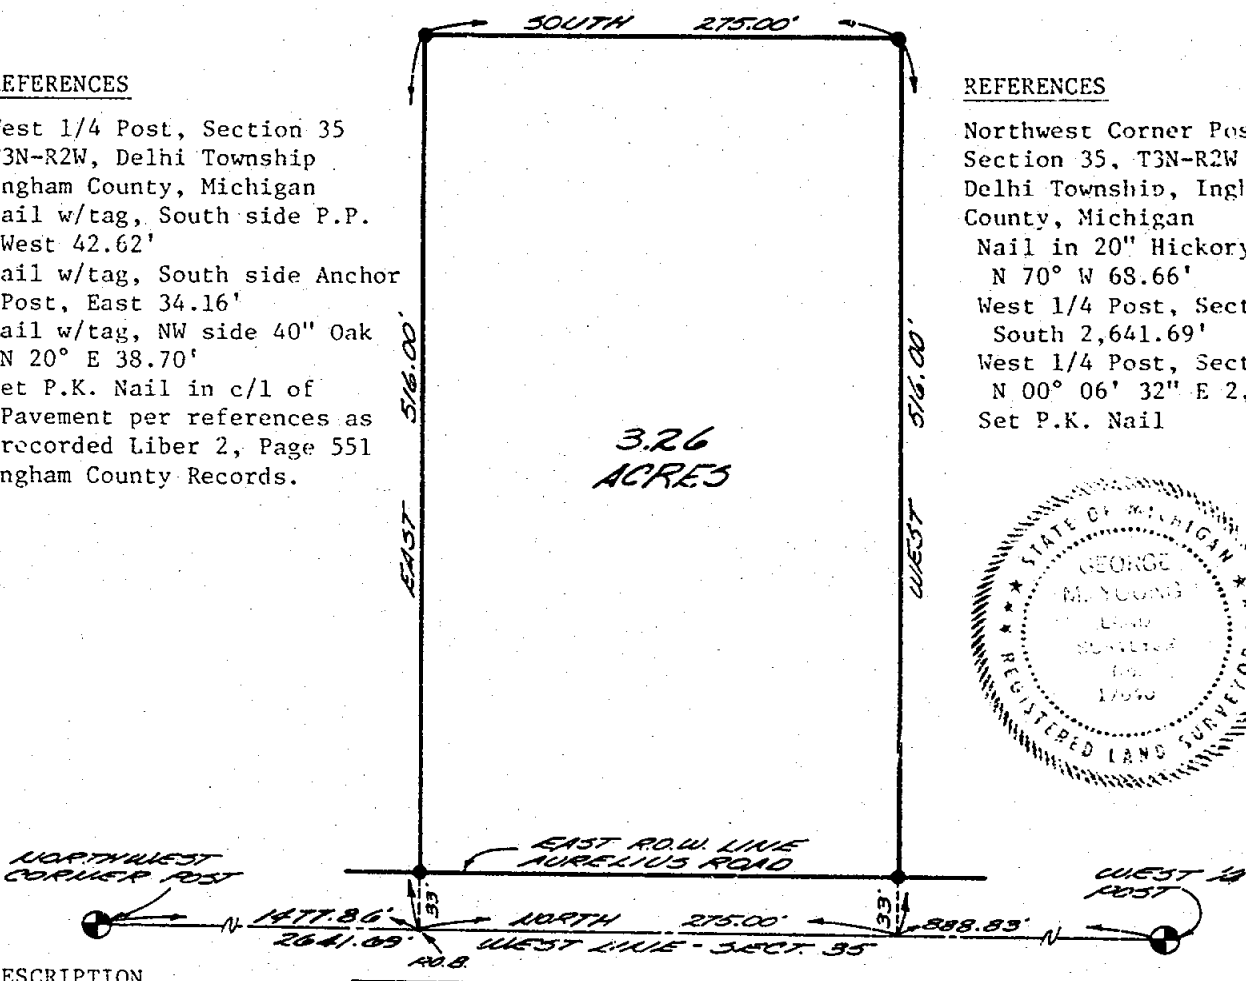 SOUTH 275.00'
EFERENCES
est 1/4 Post, Section 35
3N-R2W, Delhi Township
ngham County, Michigan
ail w/tag, South side P.P.
West 42.62'
ail w/tag, South side Anchor
Post, East 34.16'
ail w/tag, NW side 40" Oak
N 20° E 38.70'
et P.K. Nail in c/l of
Pavement per references as
recorded Liber 2, Page 551
ngham County Records.
EAST 516.00'
3.26
ACRES
WEST 516.00'
REFERENCES
Northwest Corner Pos
Section 35, T3N-R2W
Delhi Township, Ingh
County, Michigan
Nail in 20" Hickory
N 70° W 68.66'
West 1/4 Post, Sect
South 2,641.69'
West 1/4 Post, Sect
N 00° 06' 32" E 2,
Set P.K. Nail
STATE OF MICHIGAN
GEORGE
M. YOUNG
LAND
SURVEYOR
REGISTERED LAND SURVEYOR
EAST R.O.W. LINE
AURELIUS ROAD
NORTHWEST
CORNER POST
WEST 1/4
POST
33'
33'
1477.86' NORTH 275.00' 888.83'
2641.69' WEST LINE - SECT. 35
P.O.B.
ESCRIPTION